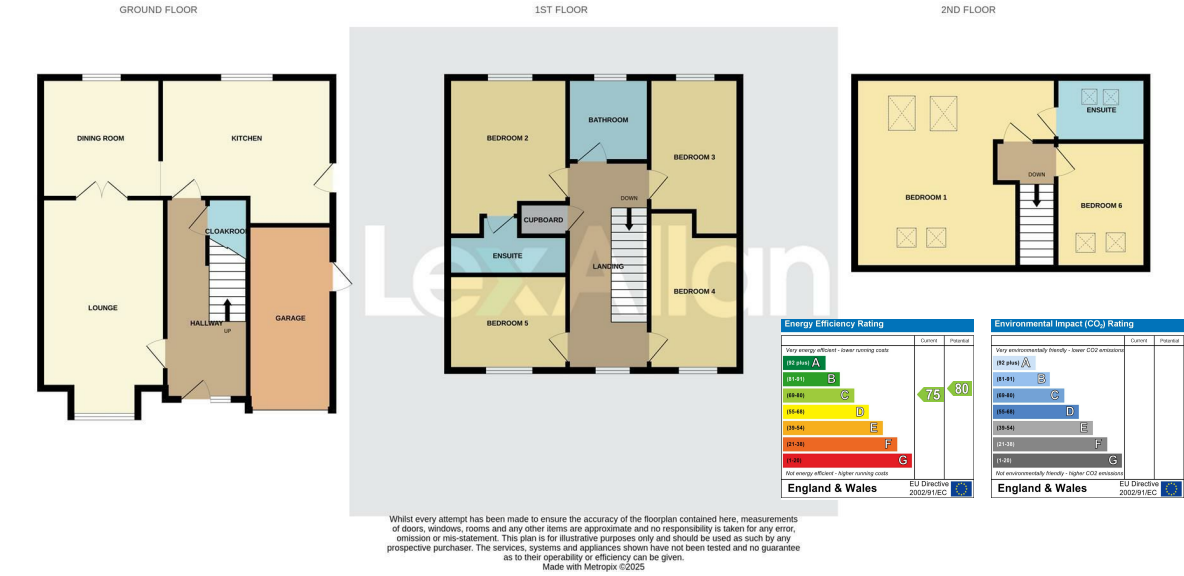 GROUND FLOOR
1ST FLOOR
2ND FLOOR
DINING ROOM
KITCHEN
CLOAKROOM
LOUNGE
HALLWAY
UP
GARAGE
BEDROOM 2
BATHROOM
BEDROOM 3
DOWN
CUPBOARD
ENSUITE
LANDING
BEDROOM 4
BEDROOM 5
LexAllan
ENSUITE
DOWN
BEDROOM 1
BEDROOM 6
Energy Efficiency Rating
Current Potential
Very energy efficient - lower running costs
(92 plus) A
(81-91) B
(69-80) C
(55-68) D
(39-54) E
(21-38) F
(1-20) G
75
80
Not energy efficient - higher running costs
England & Wales
EU Directive
2002/91/EC
Environmental Impact (CO2) Rating
Current Potential
Very environmentally friendly - lower CO2 emissions
(92 plus) A
(81-91) B
(69-80) C
(55-68) D
(39-54) E
(21-38) F
(1-20) G
Not environmentally friendly - higher CO2 emissions
England & Wales
EU Directive
2002/91/EC
Whilst every attempt has been made to ensure the accuracy of the floorplan contained here, measurements
of doors, windows, rooms and any other items are approximate and no responsibility is taken for any error,
omission or mis-statement. This plan is for illustrative purposes only and should be used as such by any
prospective purchaser. The services, systems and appliances shown have not been tested and no guarantee
as to their operability or efficiency can be given.
Made with Metropix ©2025